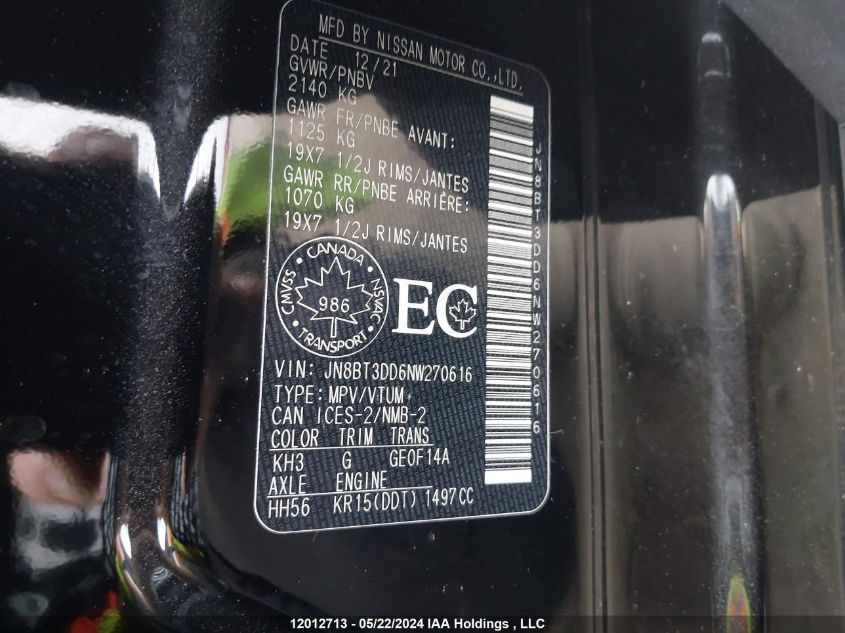 MFD BY NISSAN MOTOR CO.,LTD.
DATE 12/21
GVWR/PNBV
2140 KG
GAWR FR/PNBE AVANT:
1125 KG
19X7 1/2J RIMS/JANTES
GAWR RR/PNBE ARRIÈRE:
1070 KG
19X7 1/2J RIMS/JANTES
CANADA
CMVSS NSVAC
986
TRANSPORT
EC
VIN: JN8BT3DD6NW270616
TYPE: MPV/VTUM
CAN ICES-2/NMB-2
COLOR TRIM TRANS
KH3 G GE0F14A
AXLE ENGINE
HH56 KR15(DDT) 1497CC
JN8BT3DD6NW270616
12012713 - 05/22/2024 IAA Holdings , LLC